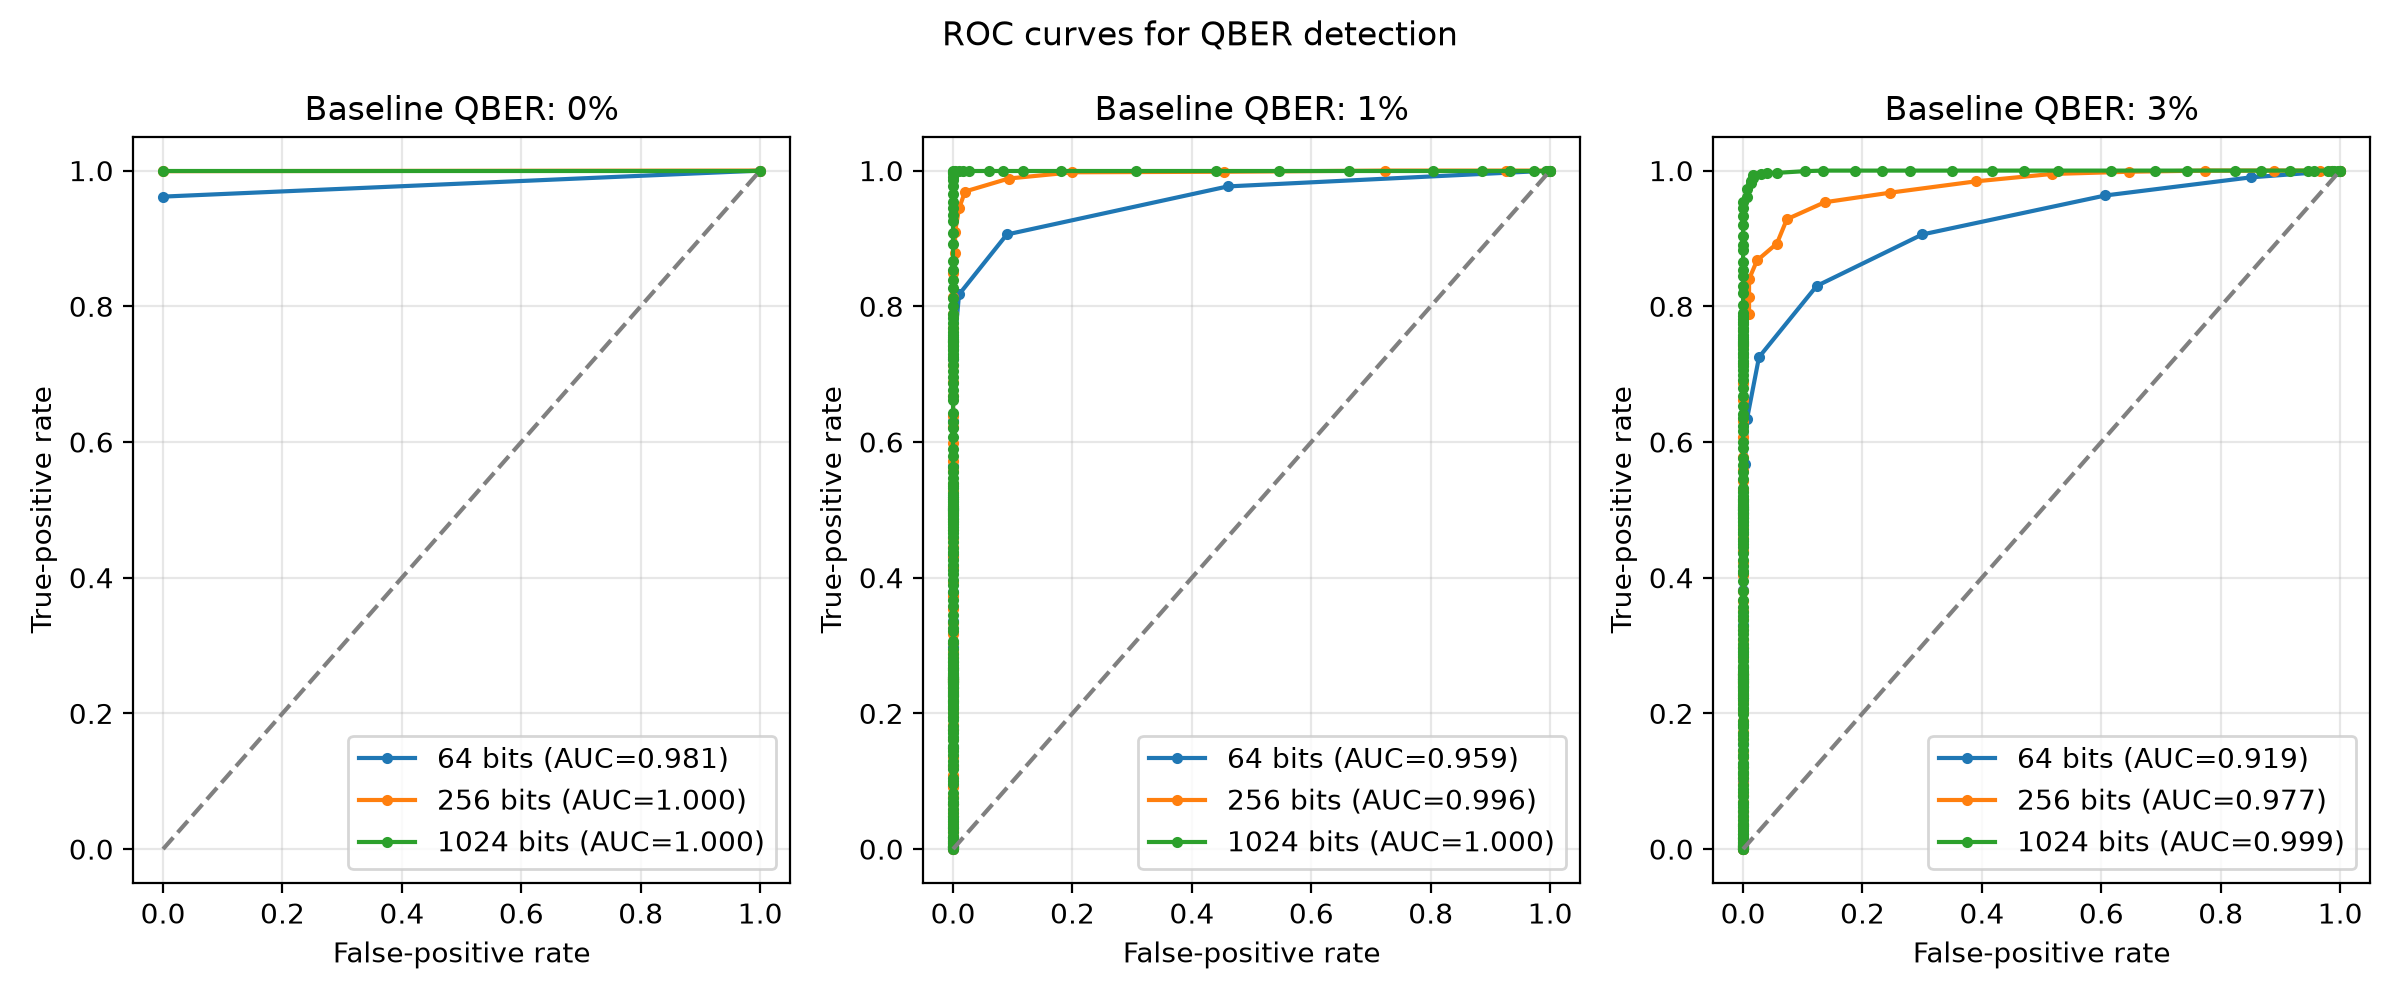 ROC curves for QBER detection
Baseline QBER: 0%
True-positive rate
1.0
0.8
0.6
0.4
0.2
0.0
64 bits (AUC=0.981)
256 bits (AUC=1.000)
1024 bits (AUC=1.000)
0.0 0.2 0.4 0.6 0.8 1.0
False-positive rate
Baseline QBER: 1%
True-positive rate
1.0
0.8
0.6
0.4
0.2
0.0
64 bits (AUC=0.959)
256 bits (AUC=0.996)
1024 bits (AUC=1.000)
0.0 0.2 0.4 0.6 0.8 1.0
False-positive rate
Baseline QBER: 3%
True-positive rate
1.0
0.8
0.6
0.4
0.2
0.0
64 bits (AUC=0.919)
256 bits (AUC=0.977)
1024 bits (AUC=0.999)
0.0 0.2 0.4 0.6 0.8 1.0
False-positive rate